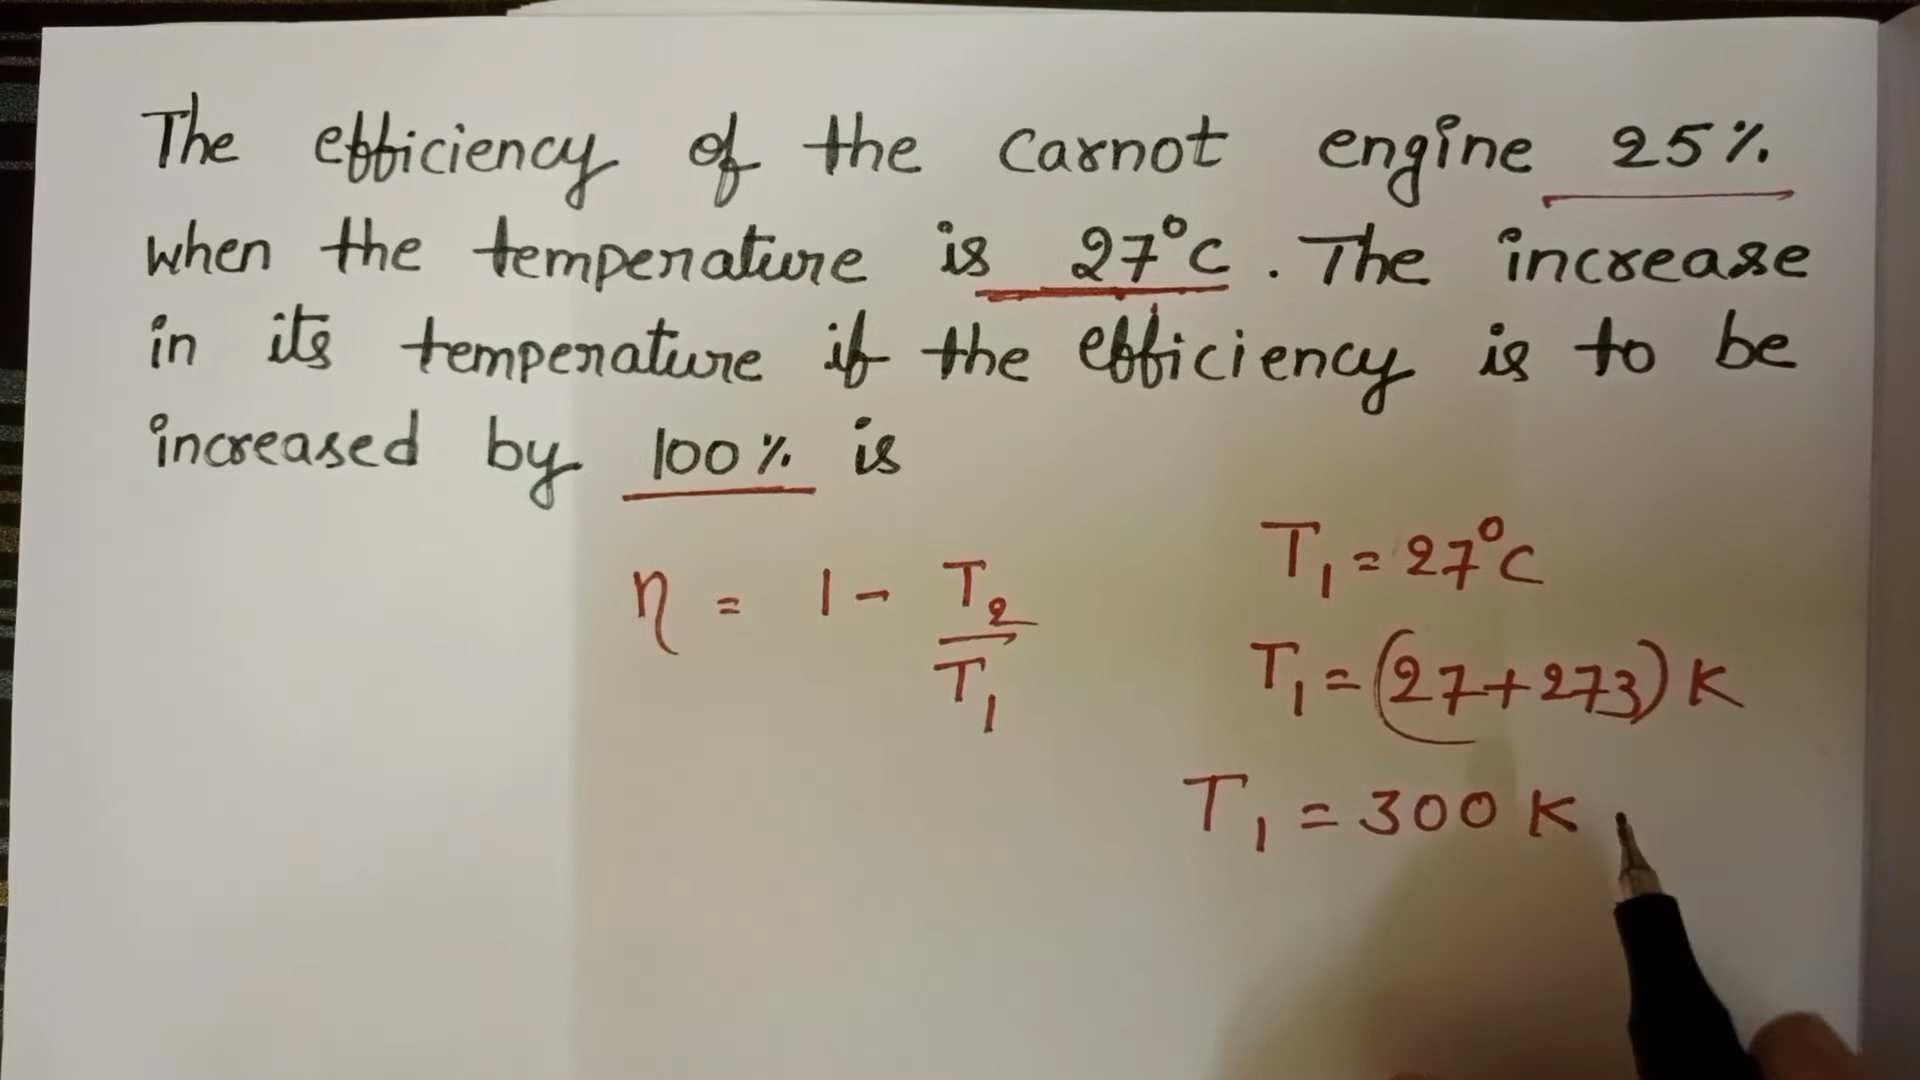 The efficiency of the Carnot engine 25%
when the temperature is 27°C. The increase
in its temperature if the efficiency is to be
increased by 100% is
η = 1 - T₂/T₁
T₁ = 27°C
T₁ = (27+273) K
T₁ = 300 K